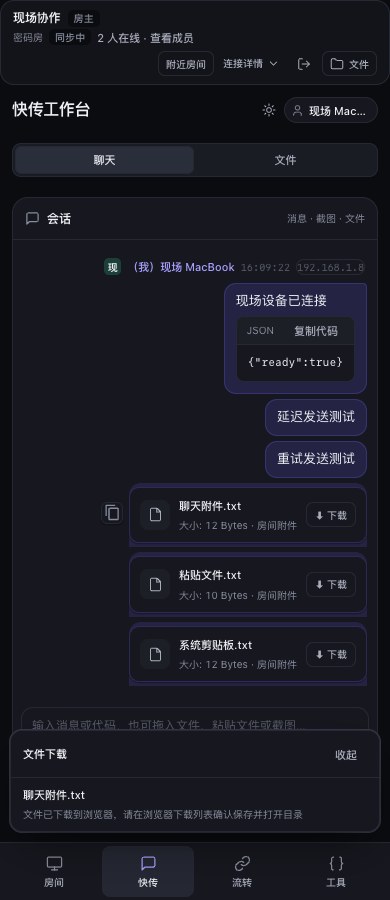 现场协作 房主
密码房 同步中 2 人在线 · 查看成员
附近房间 连接详情 文件
快传工作台 现场 Mac...
聊天 文件
会话 消息 · 截图 · 文件
现 (我) 现场 MacBook 16:09:22 192.168.1.8
现场设备已连接
JSON 复制代码
{"ready":true}
延迟发送测试
重试发送测试
聊天附件.txt
大小: 12 Bytes · 房间附件
⬇ 下载
粘贴文件.txt
大小: 10 Bytes · 房间附件
⬇ 下载
系统剪贴板.txt
大小: 12 Bytes · 房间附件
⬇ 下载
输入消息或代码，也可拖入文件、粘贴文件或截图
文件下载 收起
聊天附件.txt
文件已下载到浏览器，请在浏览器下载列表确认保存并打开目录
房间 快传 流转 工具